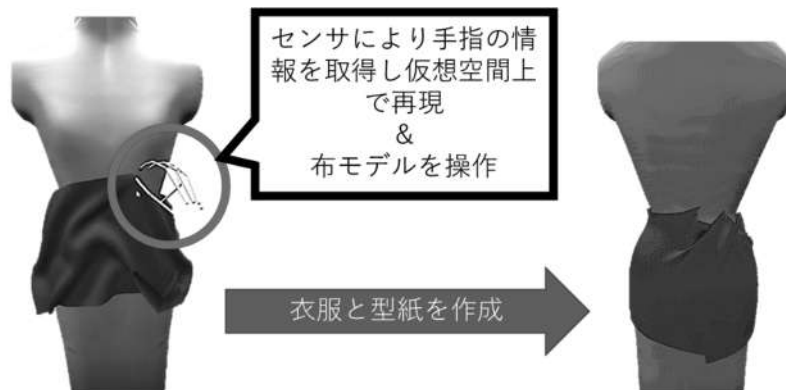 センサにより手指の情
報を取得し仮想空間上
で再現
&
布モデルを操作
衣服と型紙を作成